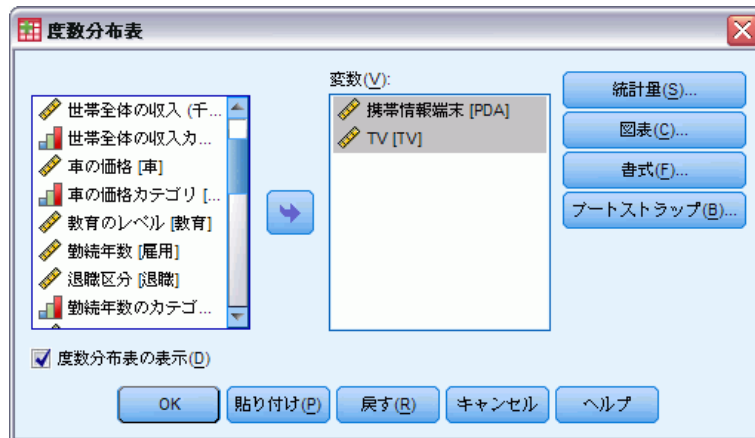 度数分布表
世帯全体の収入 (千...
世帯全体の収入カ...
車の価格 [車]
車の価格カテゴリ [...
教育のレベル [教育]
勤続年数 [雇用]
退職区分 [退職]
勤続年数のカテゴ...
変数(V):
携帯情報端末 [PDA]
TV [TV]
統計量(S)...
図表(C)...
書式(F)...
ブートストラップ(B)...
度数分布表の表示(D)
OK
貼り付け(P)
戻す(R)
キャンセル
ヘルプ